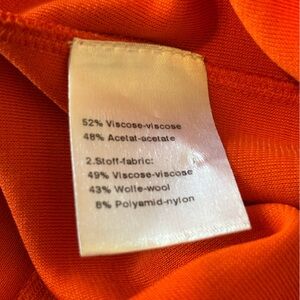 52% Viscose-viscose
48% Acetat-acetate
2.Stoff-fabric:
49% Viscose-viscose
43% Wolle-wool
8% Polyamid-nylon